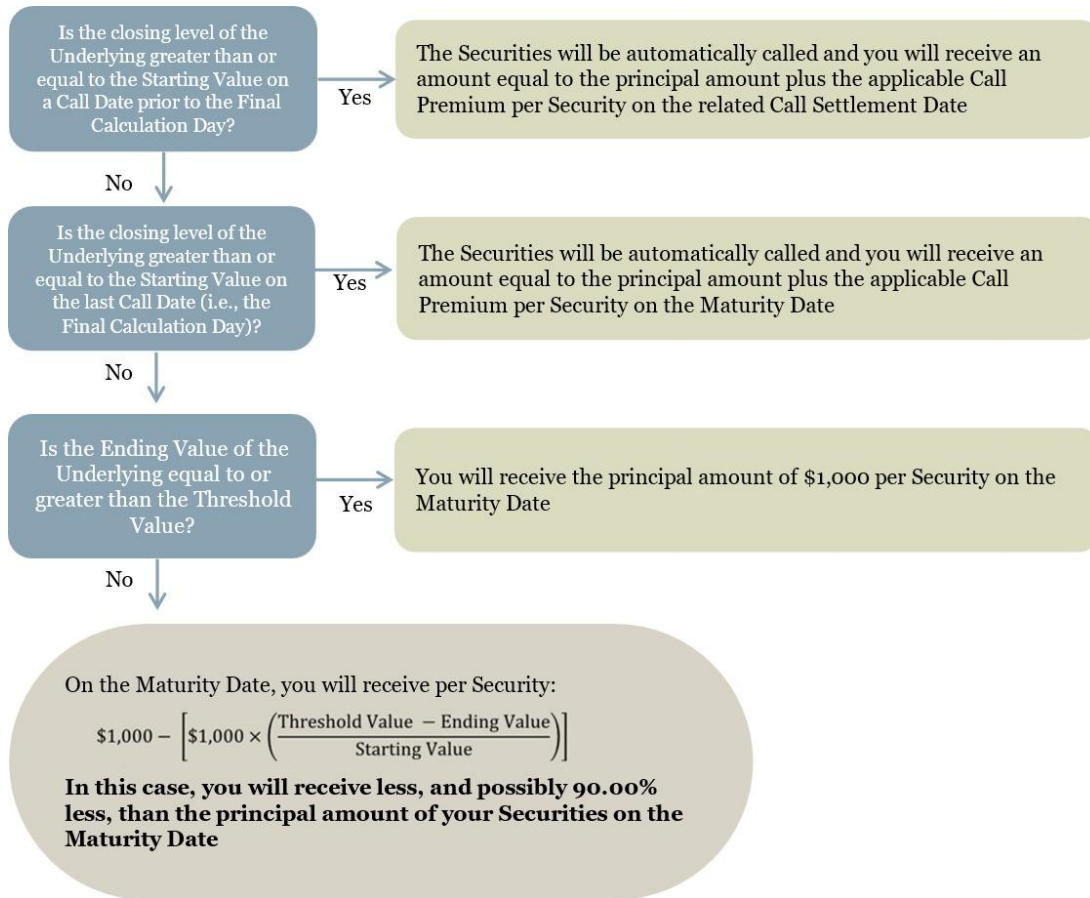 Is the closing level of the
Underlying greater than or
equal to the Starting Value on
a Call Date prior to the Final
Calculation Day?
Yes
The Securities will be automatically called and you will receive an
amount equal to the principal amount plus the applicable Call
Premium per Security on the related Call Settlement Date
No
Is the closing level of the
Underlying greater than or
equal to the Starting Value on
the last Call Date (i.e., the
Final Calculation Day)?
Yes
The Securities will be automatically called and you will receive an
amount equal to the principal amount plus the applicable Call
Premium per Security on the Maturity Date
No
Is the Ending Value of the
Underlying equal to or
greater than the Threshold
Value?
Yes
You will receive the principal amount of $1,000 per Security on the
Maturity Date
No
On the Maturity Date, you will receive per Security:
$1,000 − [$1,000 × (Threshold Value − Ending Value
Starting Value)]
In this case, you will receive less, and possibly 90.00%
less, than the principal amount of your Securities on the
Maturity Date